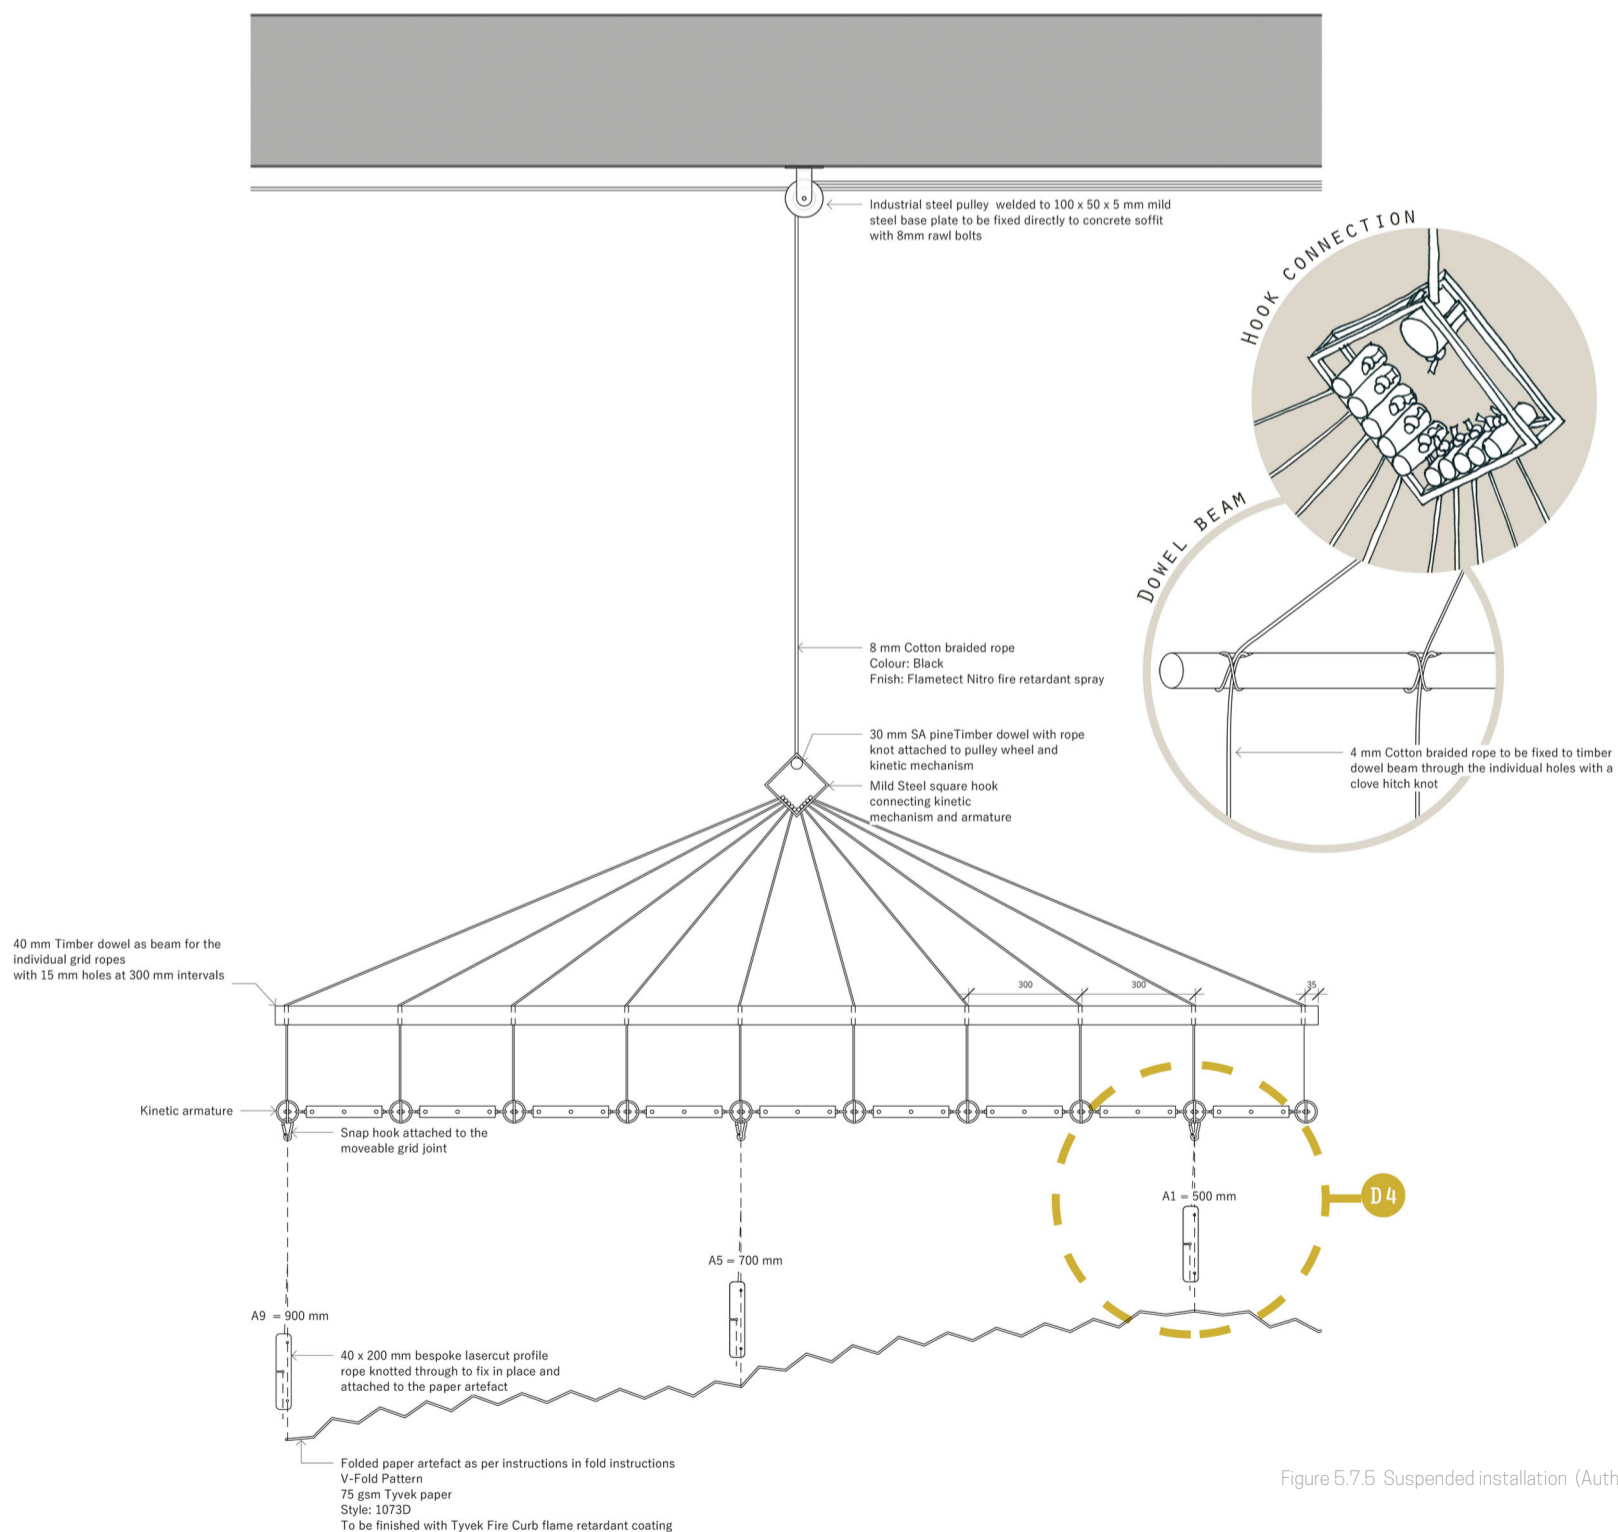 Industrial steel pulley  welded to 100 x 50 x 5 mm mild
steel base plate to be fixed directly to concrete soffit
with 8mm rawl bolts
HOOK CONNECTION
DOWEL BEAM
8 mm Cotton braided rope
Colour: Black
Fnish: Flametect Nitro fire retardant spray
30 mm SA pineTimber dowel with rope
knot attached to pulley wheel and
kinetic mechanism
Mild Steel square hook
connecting kinetic
mechanism and armature
4 mm Cotton braided rope to be fixed to timber
dowel beam through the individual holes with a
clove hitch knot
40 mm Timber dowel as beam for the
individual grid ropes
with 15 mm holes at 300 mm intervals
300
300
35
Kinetic armature
Snap hook attached to the
moveable grid joint
A1 = 500 mm
D4
A5 = 700 mm
A9 = 900 mm
40 x 200 mm bespoke lasercut profile
rope knotted through to fix in place and
attached to the paper artefact
Folded paper artefact as per instructions in fold instructions
V-Fold Pattern
75 gsm Tyvek paper
Style: 1073D
To be finished with Tyvek Fire Curb flame retardant coating
Figure 5.7.5  Suspended installation (Auth